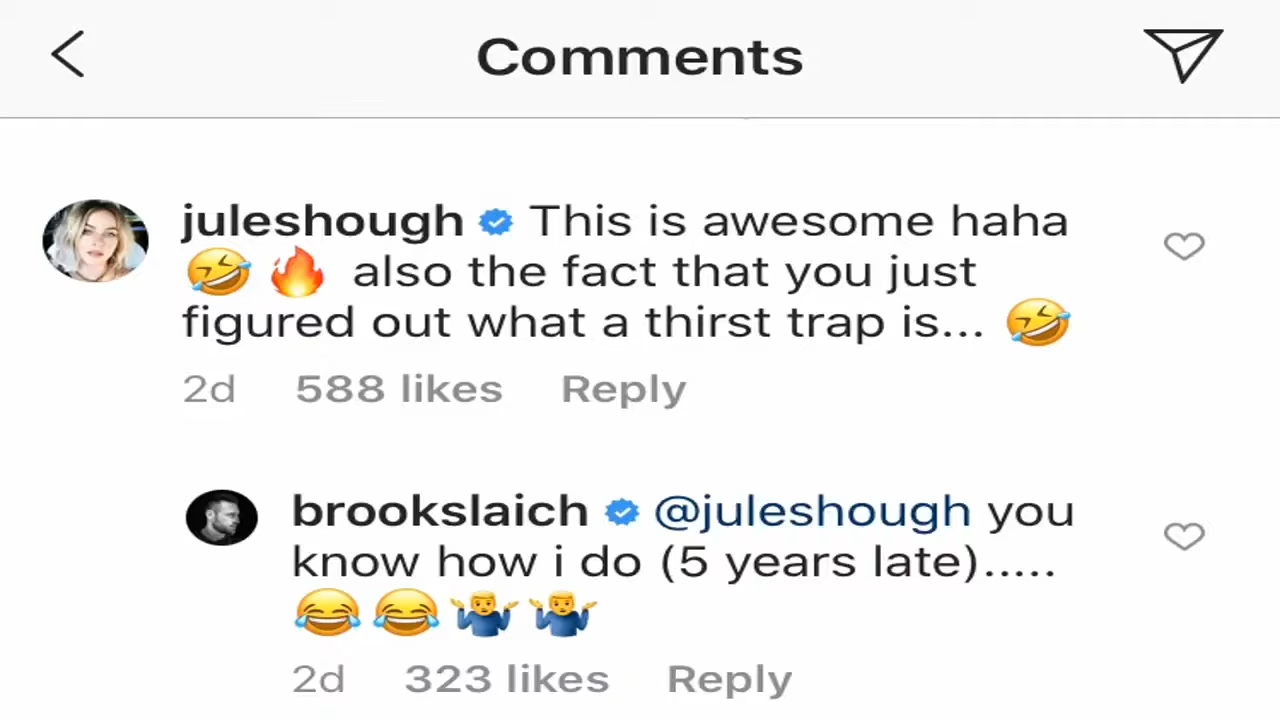 Comments
juleshough This is awesome haha
🤣 🔥 also the fact that you just
figured out what a thirst trap is... 🤣
2d 588 likes Reply
brookslaich @juleshough you
know how i do (5 years late).....
😂 😂 🤷‍♂️ 🤷‍♂️
2d 323 likes Reply